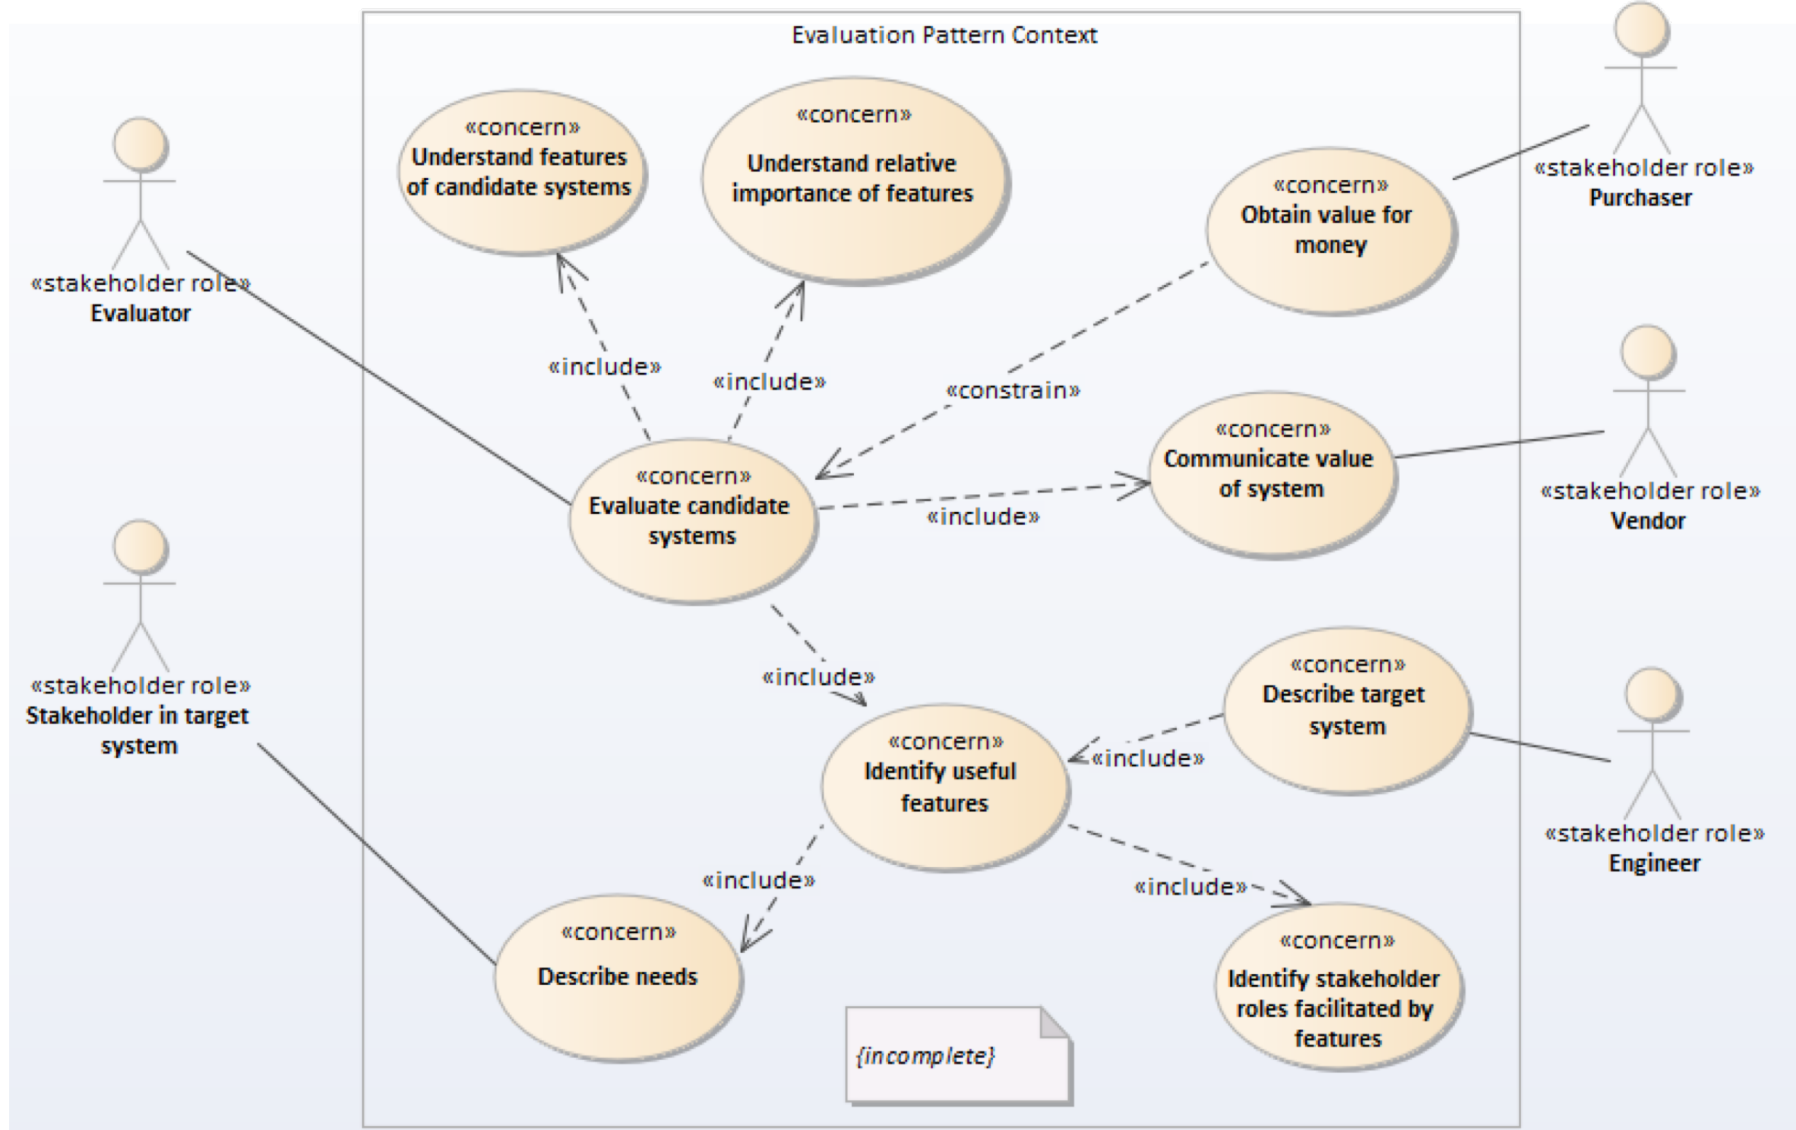 Evaluation Pattern Context
«concern»
Understand features
of candidate systems
«concern»
Understand relative
importance of features
«concern»
Obtain value for
money
«stakeholder role»
Purchaser
«stakeholder role»
Evaluator
«include»
«include»
«constrain»
«concern»
Evaluate candidate
systems
«include»
«concern»
Communicate value
of system
«stakeholder role»
Vendor
«stakeholder role»
Stakeholder in target
system
«include»
«concern»
Identify useful
features
«include»
«concern»
Describe target
system
«stakeholder role»
Engineer
«include»
«include»
«concern»
Describe needs
«concern»
Identify stakeholder
roles facilitated by
features
{incomplete}